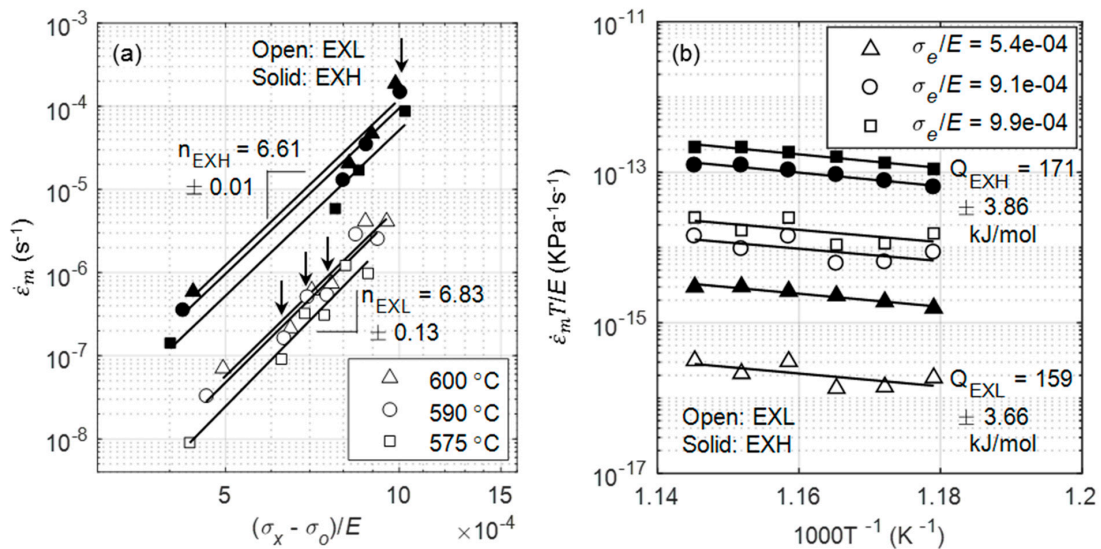 (a)
Open: EXL
Solid: EXH
n_EXH = 6.61
± 0.01
n_EXL = 6.83
± 0.13
600 °C
590 °C
575 °C
10⁻³
10⁻⁴
10⁻⁵
10⁻⁶
10⁻⁷
10⁻⁸
ε̇_m (s⁻¹)
5
10
15
×10⁻⁴
(σ_x - σ_o)/E
(b)
σ_e/E = 5.4e-04
σ_e/E = 9.1e-04
σ_e/E = 9.9e-04
Q_EXH = 171
± 3.86
kJ/mol
Q_EXL = 159
± 3.66
kJ/mol
Open: EXL
Solid: EXH
10⁻¹¹
10⁻¹³
10⁻¹⁵
10⁻¹⁷
ε̇_mT/E (KPa⁻¹s⁻¹)
1.14
1.16
1.18
1.2
1000T⁻¹ (K⁻¹)